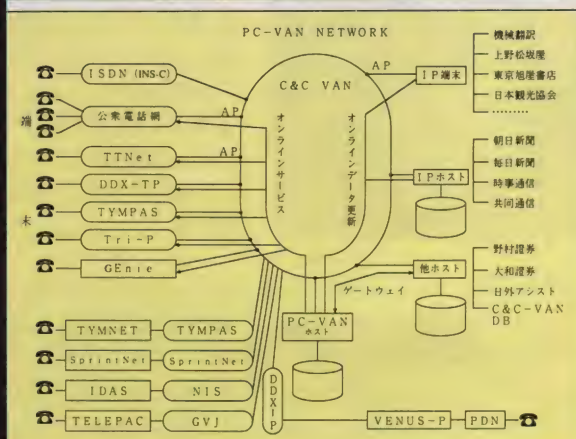 PC-VAN NETWORK
C&C VAN
端
末
ISDN (INS-C)
公衆電話網
TTNet
DDX-TP
TYMPAS
Tri-P
GEnie
TYMNET
TYMPAS
SprintNet
SprintNet
IDAS
NIS
TELEPAC
GVJ
AP
AP
AP
オンラインサービス
オンラインデータ更新
IP端末
機械翻訳
上野松坂屋
東京旭屋書店
日本観光協会
………
IPホスト
朝日新聞
毎日新聞
時事通信
共同通信
他ホスト
野村證券
大和證券
日外アシスト
C&C-VAN
DB
ゲートウェイ
PC-VAN
ホスト
DDX-IP
VENUS-P
PDN